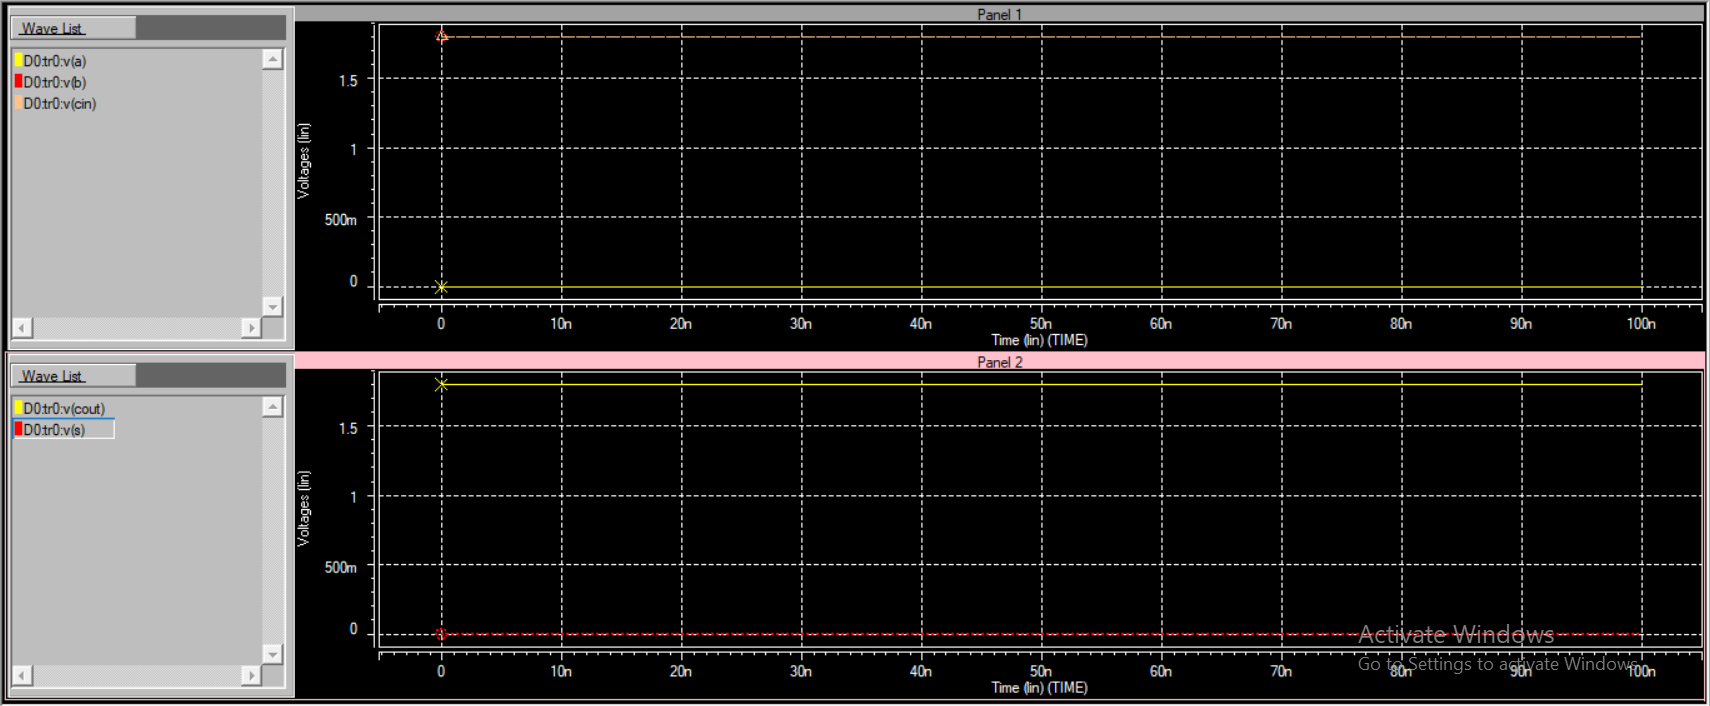 Panel 1
Wave List
D0:tr0:v(a)
D0:tr0:v(b)
D0:tr0:v(cin)
Voltages (lin)
1.5
1
500m
0
0 10n 20n 30n 40n 50n 60n 70n 80n 90n 100n
Time (lin) (TIME)
Panel 2
Wave List
D0:tr0:v(cout)
D0:tr0:v(s)
Voltages (lin)
1.5
1
500m
0
0 10n 20n 30n 40n 50n 60n 70n 80n 90n 100n
Time (lin) (TIME)
Activate Windows
Go to Settings to activate Windows.